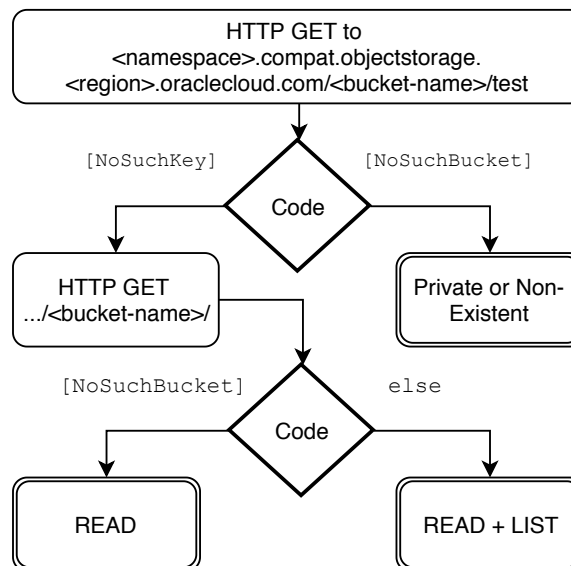 HTTP GET to
<namespace>.compat.objectstorage.
<region>.oraclecloud.com/<bucket-name>/test
[NoSuchKey]
[NoSuchBucket]
Code
HTTP GET
.../<bucket-name>/
Private or Non-
Existent
[NoSuchBucket]
else
Code
READ
READ + LIST